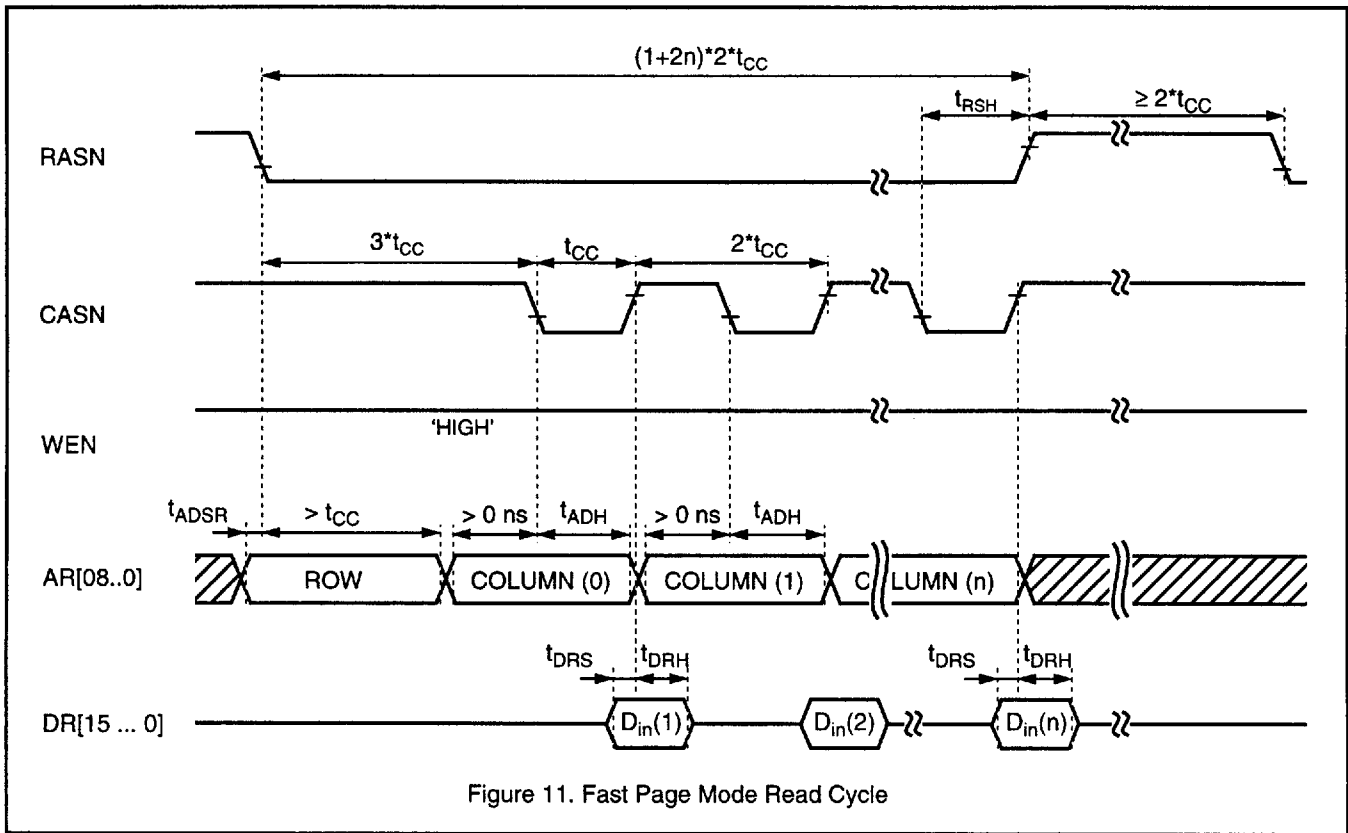 (1+2n)*2*tCC
tRSH
≥ 2*tCC
RASN
3*tCC
tCC
2*tCC
CASN
'HIGH'
WEN
tADSR
> tCC
> 0 ns
tADH
> 0 ns
tADH
AR[08..0]
ROW
COLUMN (0)
COLUMN (1)
COLUMN (n)
tDRS
tDRH
tDRS
tDRH
DR[15 ... 0]
Din(1)
Din(2)
Din(n)
Figure 11. Fast Page Mode Read Cycle